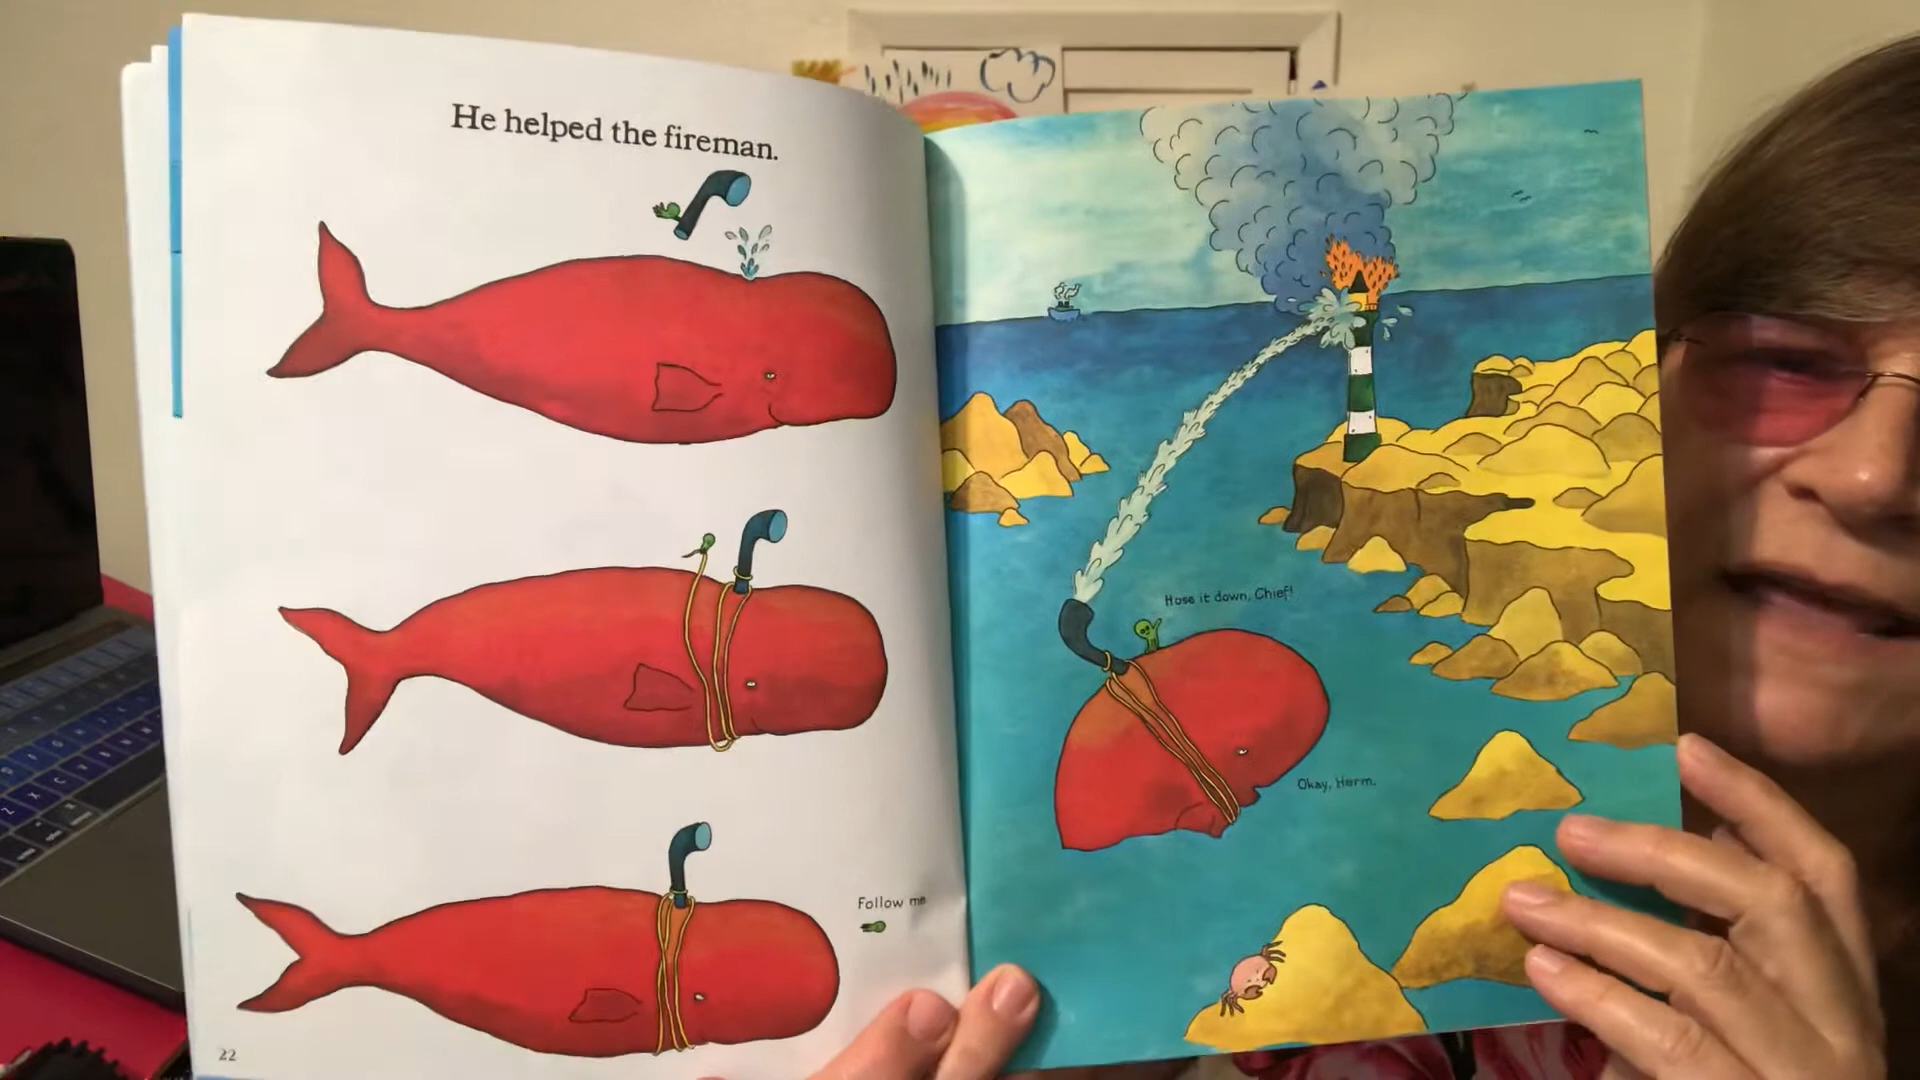 He helped the fireman.
Follow me
22
Hose it down, Chief!
Okay, Herm.